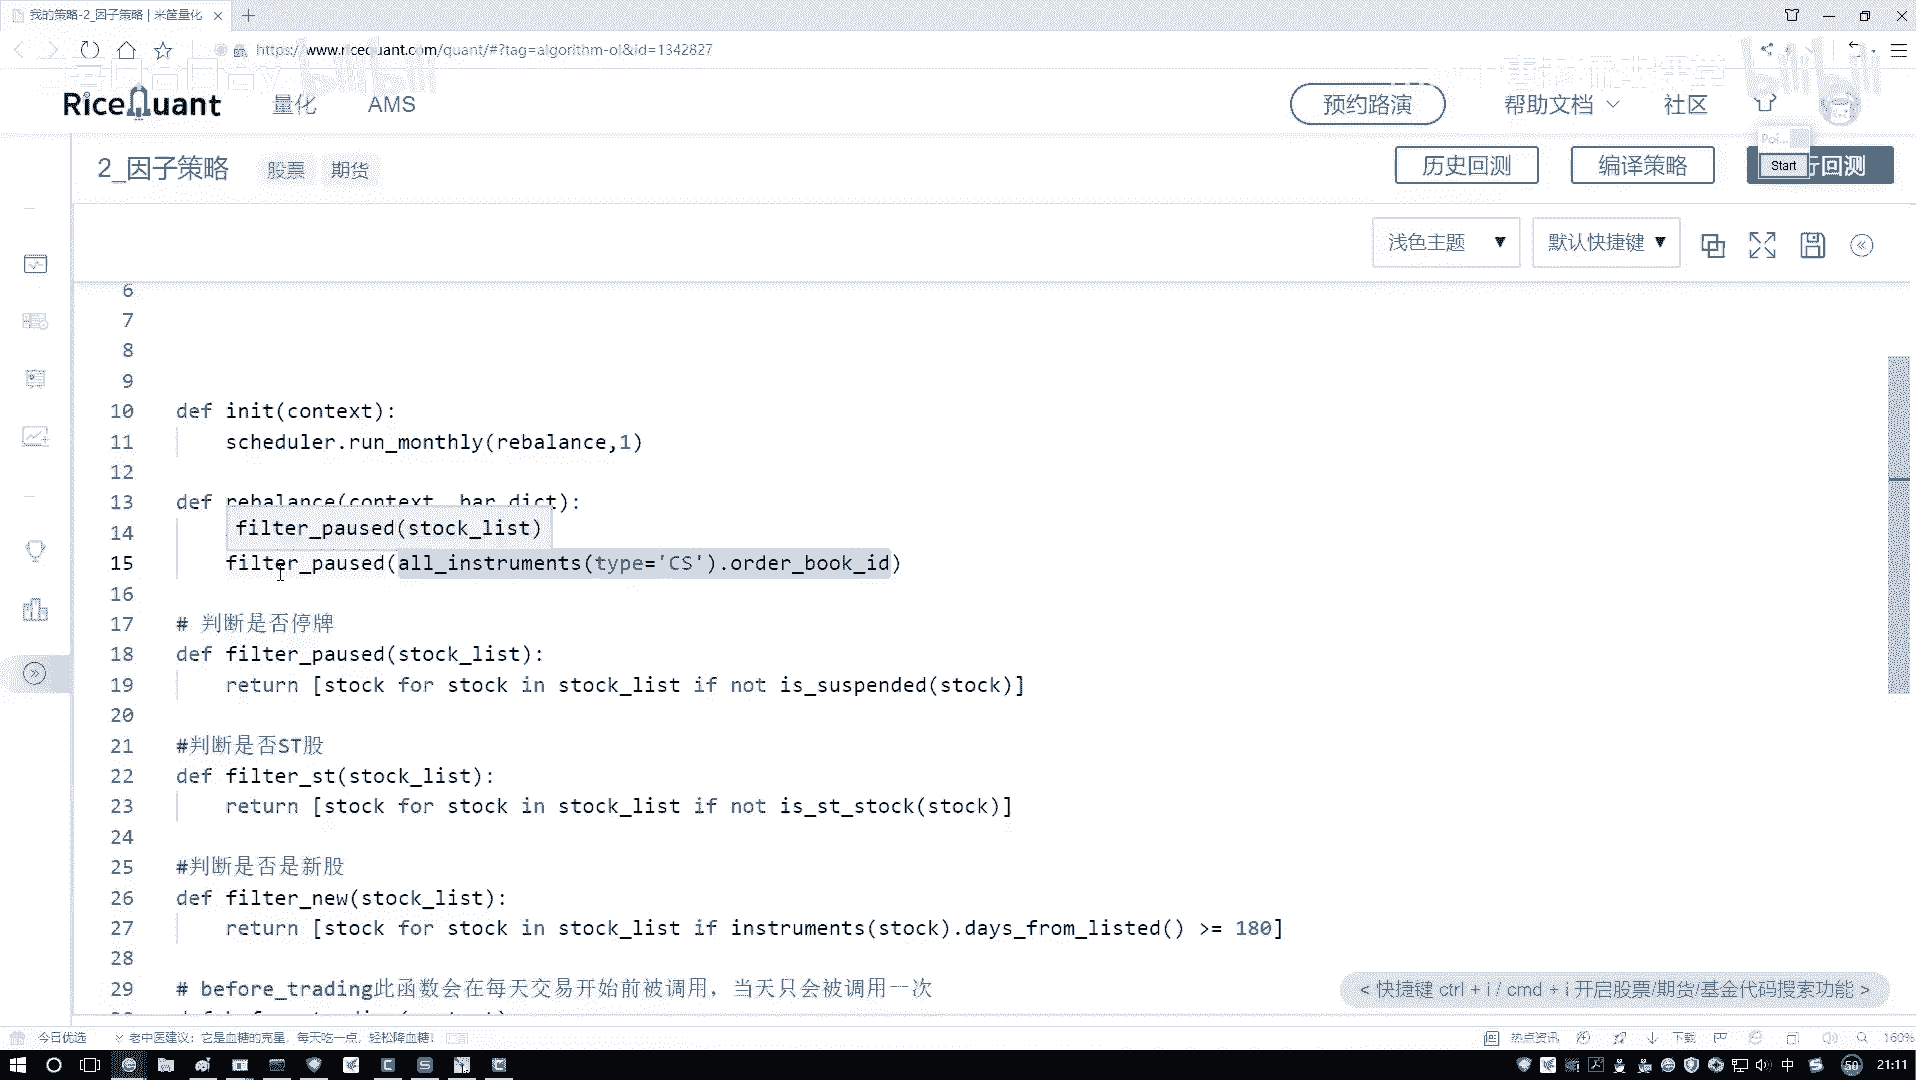 我的策略-2_因子策略 | 米筐量化
https://www.ricequant.com/quant/#?tag=algorithm-ol&id=1342827
bilibili
bilibili
RiceQuant
量化
AMS
预约路演
帮助文档
社区
2_因子策略
股票
期货
历史回测
编译策略
Start
行回测
浅色主题
默认快捷键
6
7
8
9
10 def init(context):
11 scheduler.run_monthly(rebalance,1)
12
13 def rebalance(context, bar_dict):
14 filter_paused(stock_list)
15 filter_paused(all_instruments(type='CS').order_book_id)
16
17 # 判断是否停牌
18 def filter_paused(stock_list):
19 return [stock for stock in stock_list if not is_suspended(stock)]
20
21 #判断是否ST股
22 def filter_st(stock_list):
23 return [stock for stock in stock_list if not is_st_stock(stock)]
24
25 #判断是否是新股
26 def filter_new(stock_list):
27 return [stock for stock in stock_list if instruments(stock).days_from_listed() >= 180]
28
29 # before_trading此函数会在每天交易开始前被调用，当天只会被调用一次
< 快捷键 ctrl + i / cmd + i 开启股票/期货/基金代码搜索功能 >
今日优选
老中医建议：它是血糖的克星，每天吃一点，轻松降血糖！
热点资讯
下载
160%
中
50
21:11